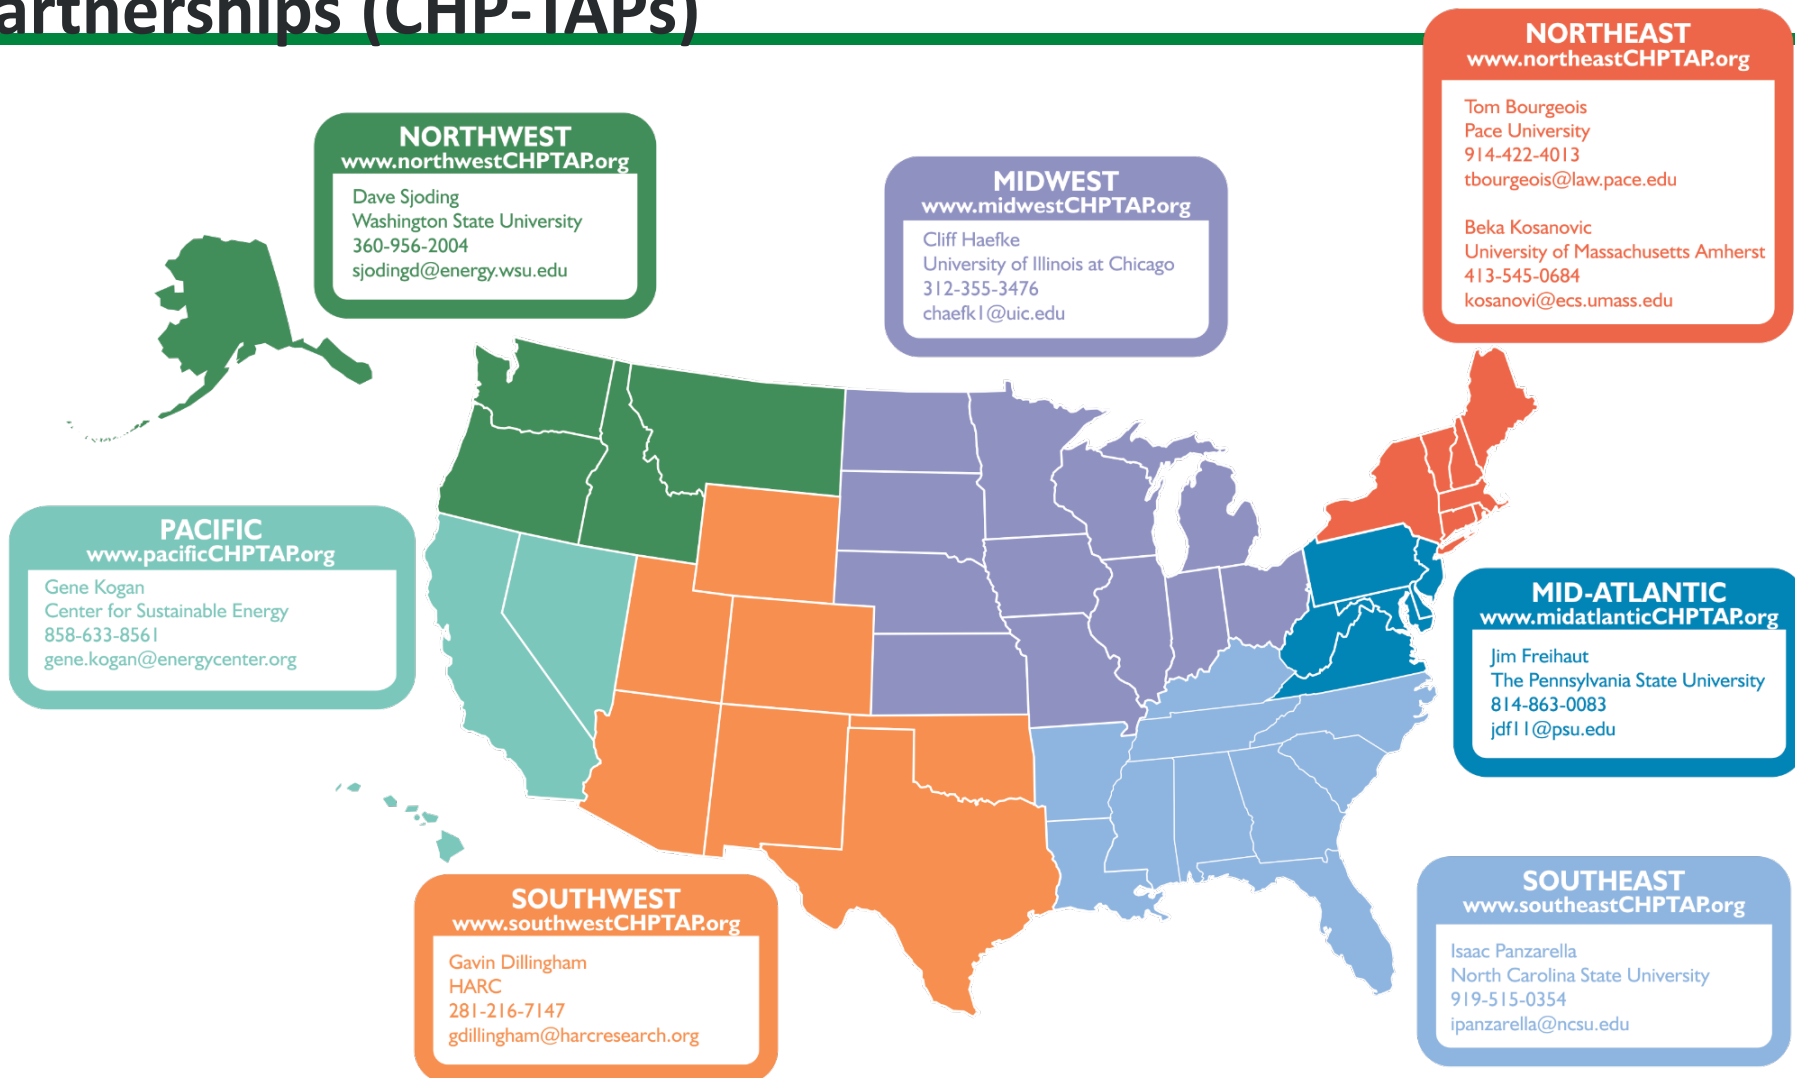 artnerships (CHP-TAPs)
NORTHWEST
www.northwestCHPTAP.org
Dave Sjoding
Washington State University
360-956-2004
sjodingd@energy.wsu.edu
MIDWEST
www.midwestCHPTAP.org
Cliff Haefke
University of Illinois at Chicago
312-355-3476
chaefk1@uic.edu
NORTHEAST
www.northeastCHPTAP.org
Tom Bourgeois
Pace University
914-422-4013
tbourgeois@law.pace.edu
Beka Kosanovic
University of Massachusetts Amherst
413-545-0684
kosanovi@ecs.umass.edu
PACIFIC
www.pacificCHPTAP.org
Gene Kogan
Center for Sustainable Energy
858-633-8561
gene.kogan@energycenter.org
MID-ATLANTIC
www.midatlanticCHPTAP.org
Jim Freihaut
The Pennsylvania State University
814-863-0083
jdf11@psu.edu
SOUTHWEST
www.southwestCHPTAP.org
Gavin Dillingham
HARC
281-216-7147
gdillingham@harcresearch.org
SOUTHEAST
www.southeastCHPTAP.org
Isaac Panzarella
North Carolina State University
919-515-0354
ipanzarella@ncsu.edu